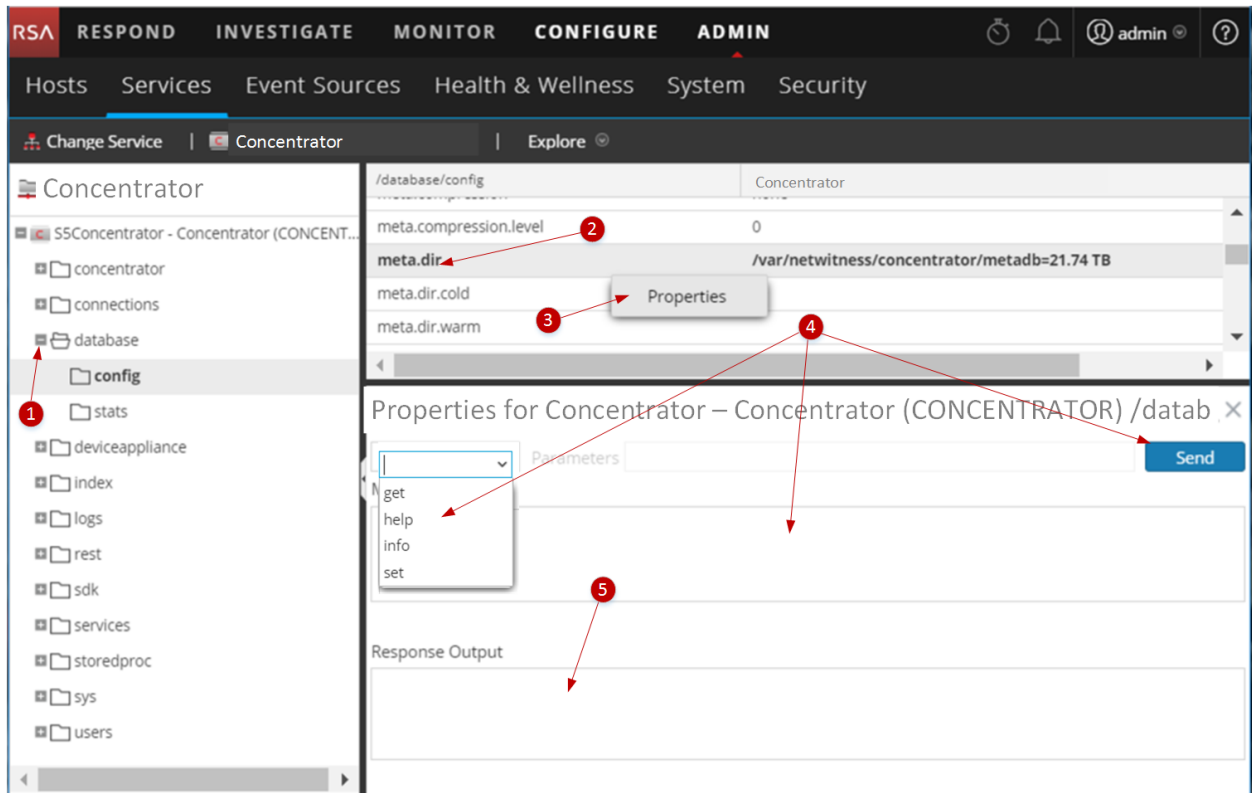 RSA RESPOND INVESTIGATE MONITOR CONFIGURE ADMIN admin ?
Hosts Services Event Sources Health & Wellness System Security
Change Service | C Concentrator | Explore
Concentrator
C S5Concentrator - Concentrator (CONCENT...
concentrator
connections
database
config
1
stats
deviceappliance
index
logs
rest
sdk
services
storedproc
sys
users
/database/config Concentrator
meta.compression none
meta.compression.level 2 0
meta.dir /var/netwitness/concentrator/metadb=21.74 TB
meta.dir.cold
Properties
3
meta.dir.warm
4
Properties for Concentrator – Concentrator (CONCENTRATOR) /datab
Parameters Send
M
get
help
info
set
5
Response Output